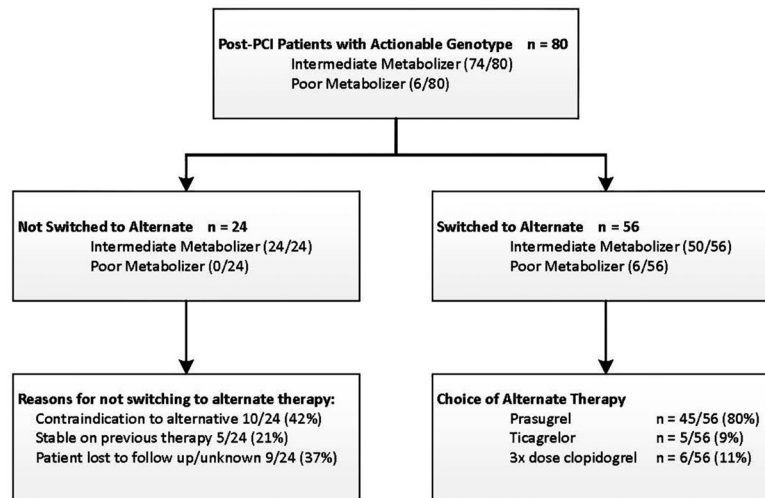 Post-PCI Patients with Actionable Genotype n = 80
Intermediate Metabolizer (74/80)
Poor Metabolizer (6/80)
Not Switched to Alternate n = 24
Intermediate Metabolizer (24/24)
Poor Metabolizer (0/24)
Switched to Alternate n = 56
Intermediate Metabolizer (50/56)
Poor Metabolizer (6/56)
Reasons for not switching to alternate therapy:
Contraindication to alternative 10/24 (42%)
Stable on previous therapy 5/24 (21%)
Patient lost to follow up/unknown 9/24 (37%)
Choice of Alternate Therapy
Prasugrel n = 45/56 (80%)
Ticagrelor n = 5/56 (9%)
3x dose clopidogrel n = 6/56 (11%)